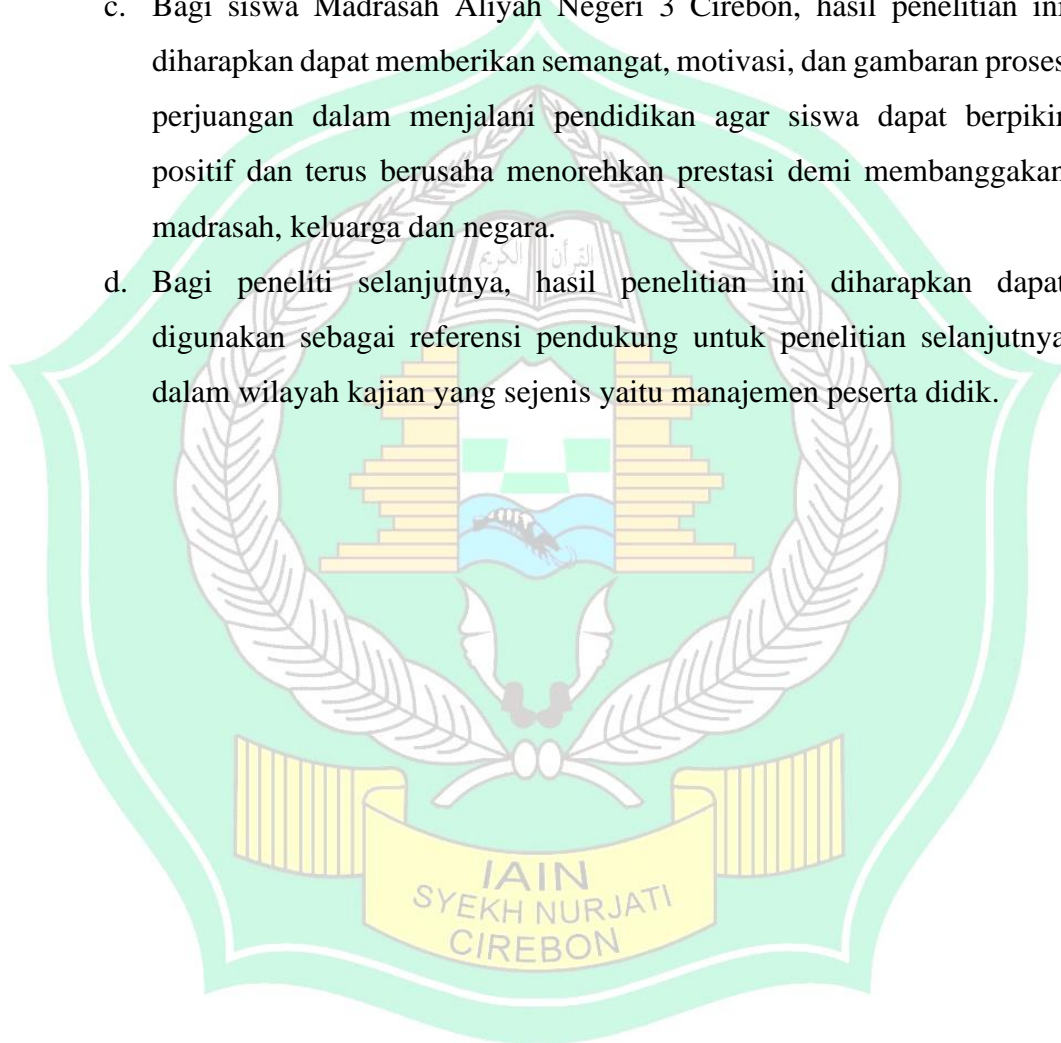 c. Bagi siswa Madrasah Aliyah Negeri 3 Cirebon, hasil penelitian ini
diharapkan dapat memberikan semangat, motivasi, dan gambaran proses
perjuangan dalam menjalani pendidikan agar siswa dapat berpikir
positif dan terus berusaha menorehkan prestasi demi membanggakan
madrasah, keluarga dan negara.
القرآن الكريم
d. Bagi peneliti selanjutnya, hasil penelitian ini diharapkan dapat
digunakan sebagai referensi pendukung untuk penelitian selanjutnya
dalam wilayah kajian yang sejenis yaitu manajemen peserta didik.
IAIN
SYEKH NURJATI
CIREBON